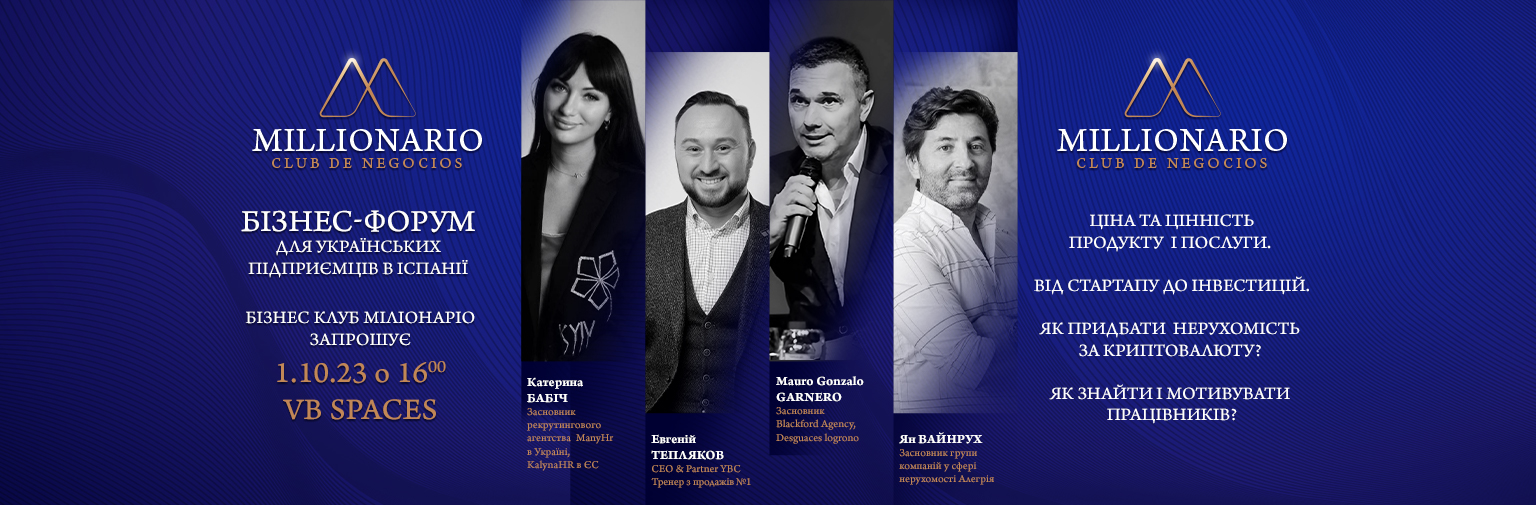 MILLIONARIO
CLUB DE NEGOCIOS
БІЗНЕС-ФОРУМ
ДЛЯ УКРАЇНСЬКИХ
ПІДПРИЄМЦІВ В ІСПАНІЇ
БІЗНЕС КЛУБ МІЛІОНАРІО
ЗАПРОШУЄ
1.10.23 о 16⁰⁰
VB SPACES
KYIV
Катерина
БАБІЧ
Засновник
рекрутингового
агентства ManyHr
в Україні,
KalynaHR в ЄС
Евгеній
ТЕПЛЯКОВ
CEO & Partner YBC
Тренер з продажів №1
Mauro Gonzalo
GARNERO
Засновник
Blackford Agency,
Desguaces logrono
Ян ВАЙНРУХ
Засновник групи
компаній у сфері
нерухомості Алегрія
MILLIONARIO
CLUB DE NEGOCIOS
ЦІНА ТА ЦІННІСТЬ
ПРОДУКТУ І ПОСЛУГИ.
ВІД СТАРТАПУ ДО ІНВЕСТИЦІЙ.
ЯК ПРИДБАТИ НЕРУХОМІСТЬ
ЗА КРИПТОВАЛЮТУ?
ЯК ЗНАЙТИ І МОТИВУВАТИ
ПРАЦІВНИКІВ?